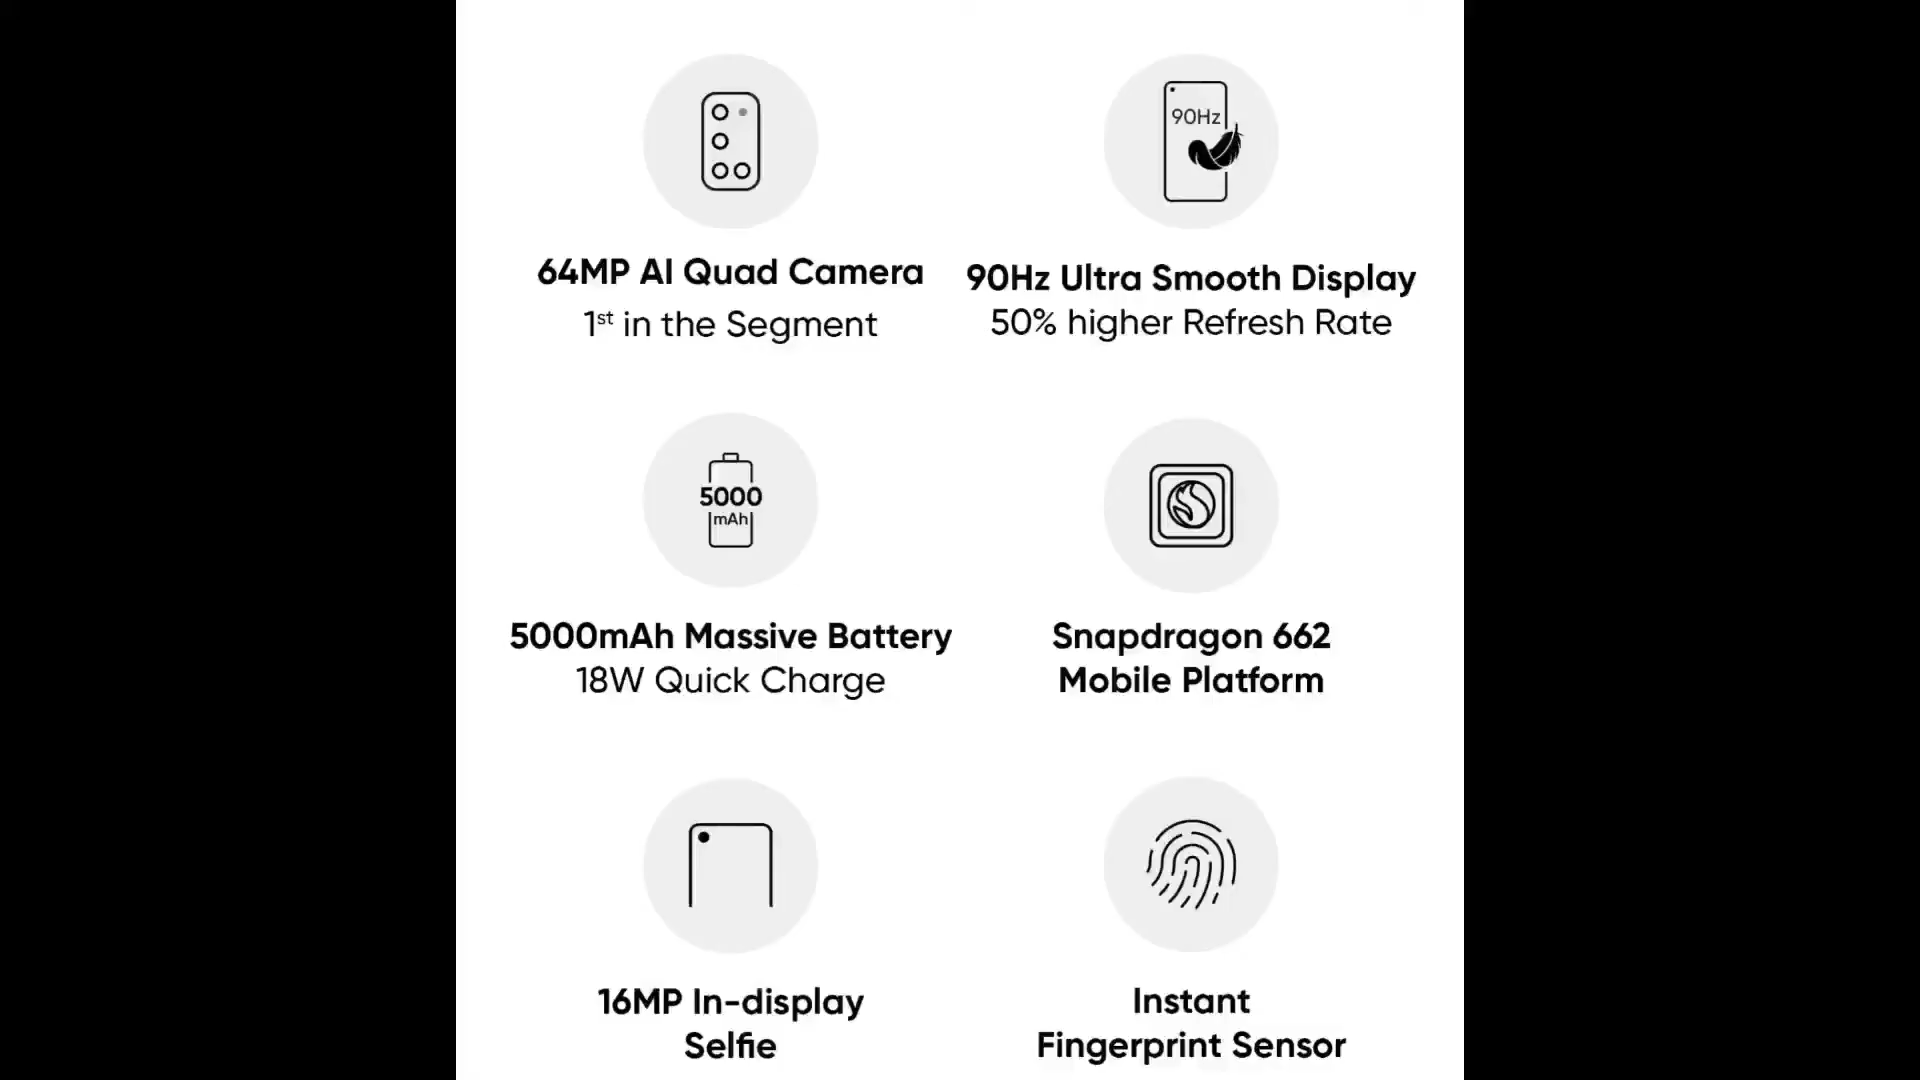 90Hz
64MP AI Quad Camera
1st in the Segment
90Hz Ultra Smooth Display
50% higher Refresh Rate
5000
mAh
5000mAh Massive Battery
18W Quick Charge
Snapdragon 662
Mobile Platform
16MP In-display
Selfie
Instant
Fingerprint Sensor